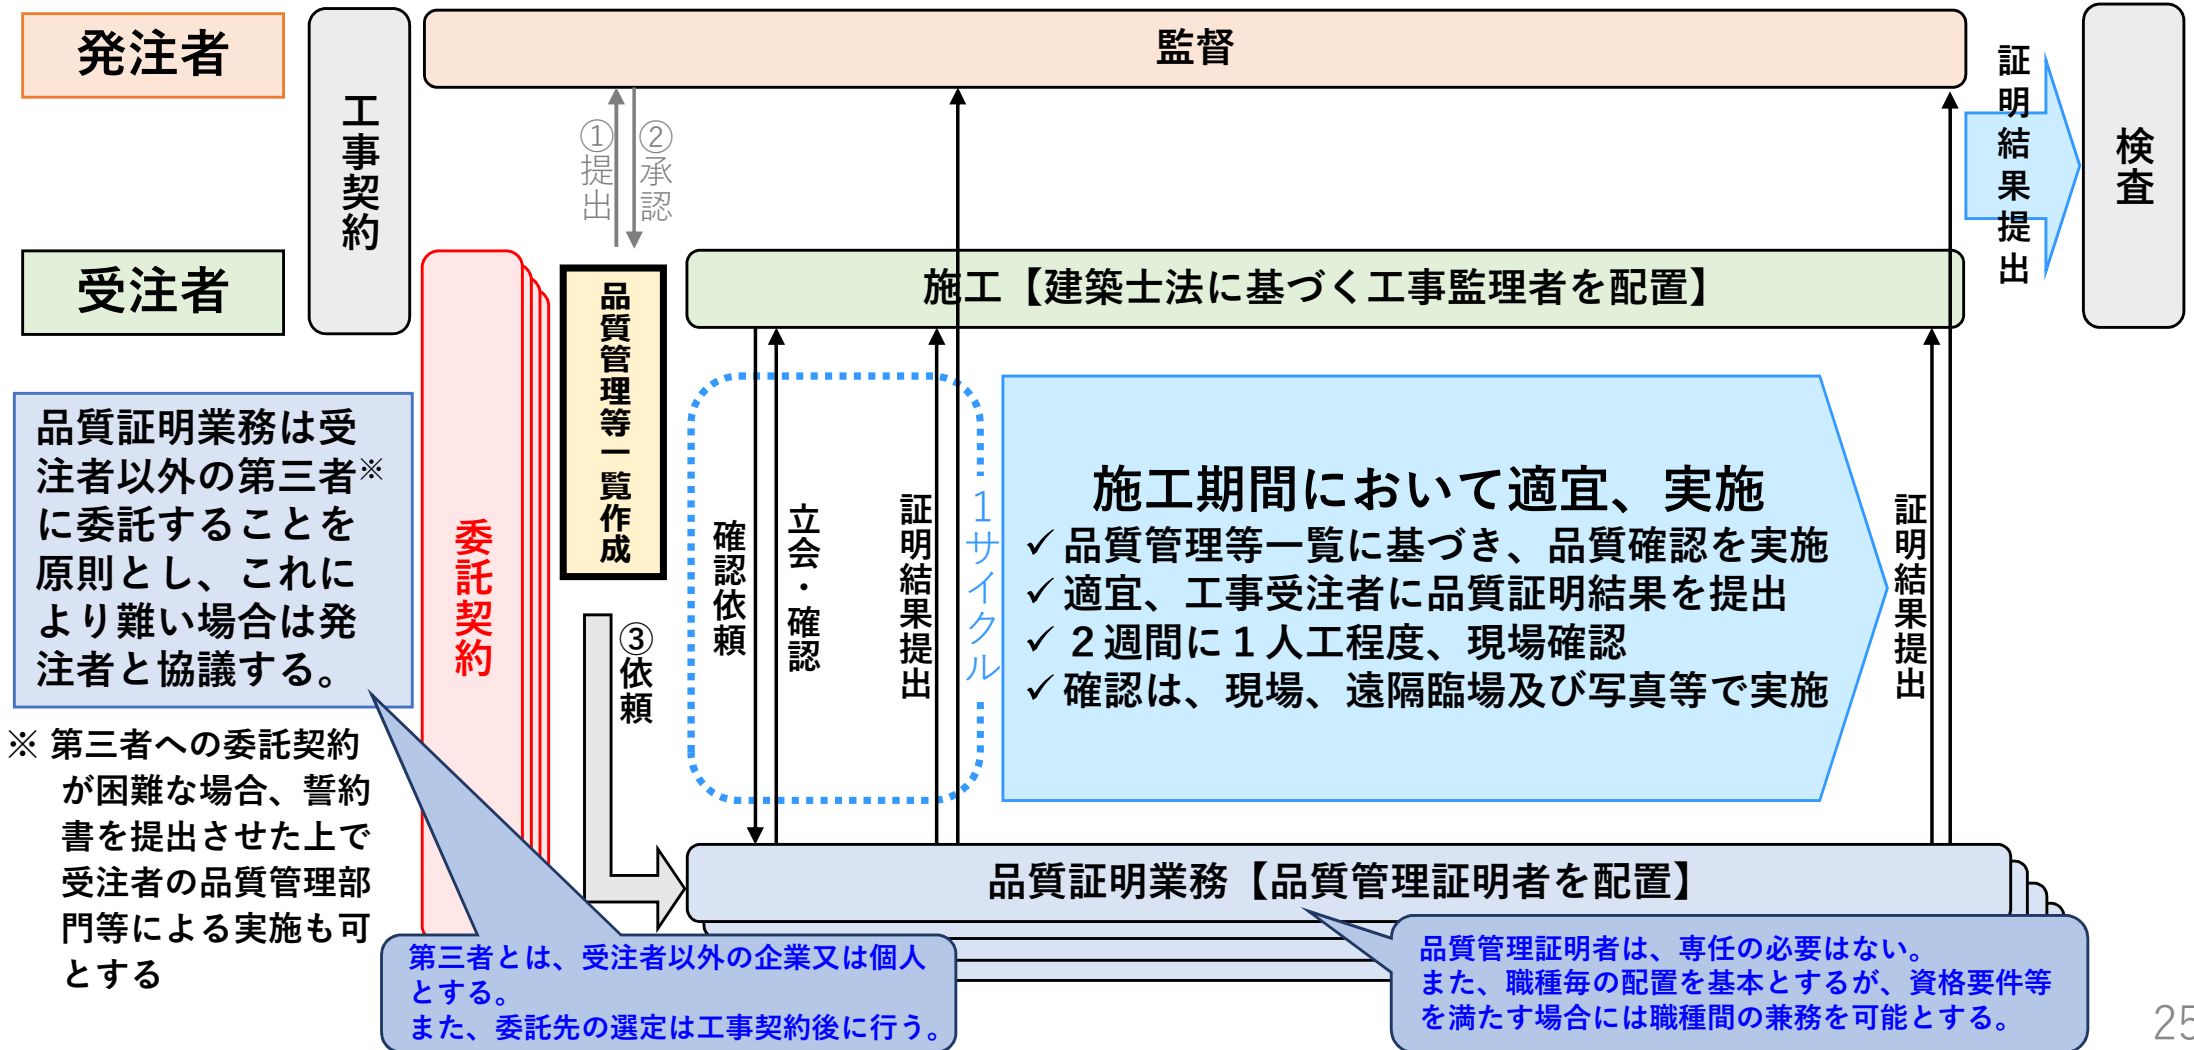 発注者
工事契約
監督
証明結果提出
検査
①提出
②承認
受注者
施工【建築士法に基づく工事監理者を配置】
委託契約
品質管理等一覧作成
③依頼
確認依頼
立会・確認
証明結果提出
1サイクル
施工期間において適宜、実施
✓ 品質管理等一覧に基づき、品質確認を実施
✓ 適宜、工事受注者に品質証明結果を提出
✓ 2週間に1人工程度、現場確認
✓ 確認は、現場、遠隔臨場及び写真等で実施
証明結果提出
品質証明業務は受
注者以外の第三者※
に委託することを
原則とし、これに
より難い場合は発
注者と協議する。
※ 第三者への委託契約
が困難な場合、誓約
書を提出させた上で
受注者の品質管理部
門等による実施も可
とする
品質証明業務【品質管理証明者を配置】
第三者とは、受注者以外の企業又は個人
とする。
また、委託先の選定は工事契約後に行う。
品質管理証明者は、専任の必要はない。
また、職種毎の配置を基本とするが、資格要件等
を満たす場合には職種間の兼務を可能とする。
25